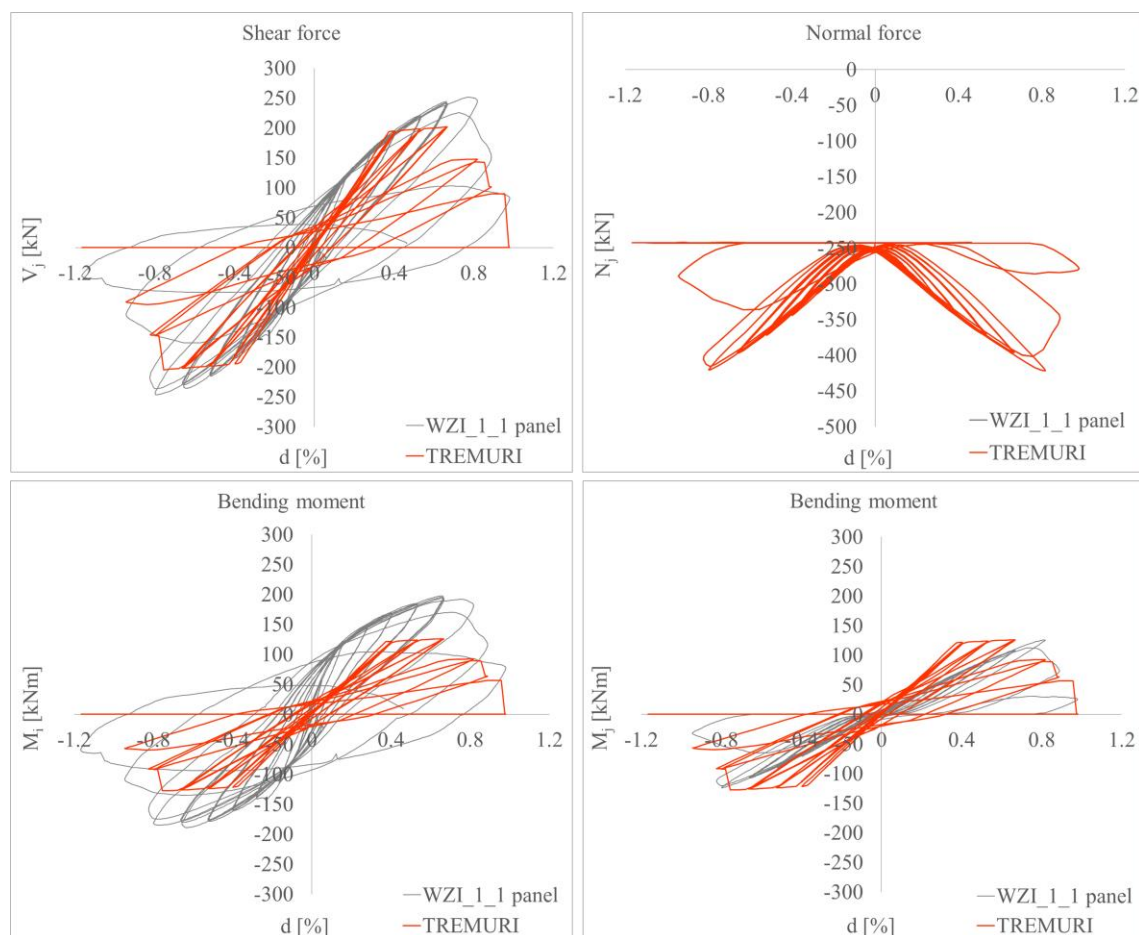 Shear force
300
250
200
150
100
50
0
-1.2 -0.8 -0.4 0 0.4 0.8 1.2
-50
-100
-150
-200
-250
-300
V_j [kN]
d [%]
WZI_1_1 panel
TREMURI
Normal force
0
-1.2 -0.8 -0.4 0 0.4 0.8 1.2
-50
-100
-150
-200
-250
-300
-350
-400
-450
-500
N_j [kN]
d [%]
WZI_1_1 panel
TREMURI
Bending moment
300
250
200
150
100
50
0
-1.2 -0.8 -0.4 0 0.4 0.8 1.2
-50
-100
-150
-200
-250
-300
M_i [kNm]
d [%]
WZI_1_1 panel
TREMURI
Bending moment
300
250
200
150
100
50
0
-1.2 -0.8 -0.4 0 0.4 0.8 1.2
-50
-100
-150
-200
-250
-300
M_j [kNm]
d [%]
WZI_1_1 panel
TREMURI